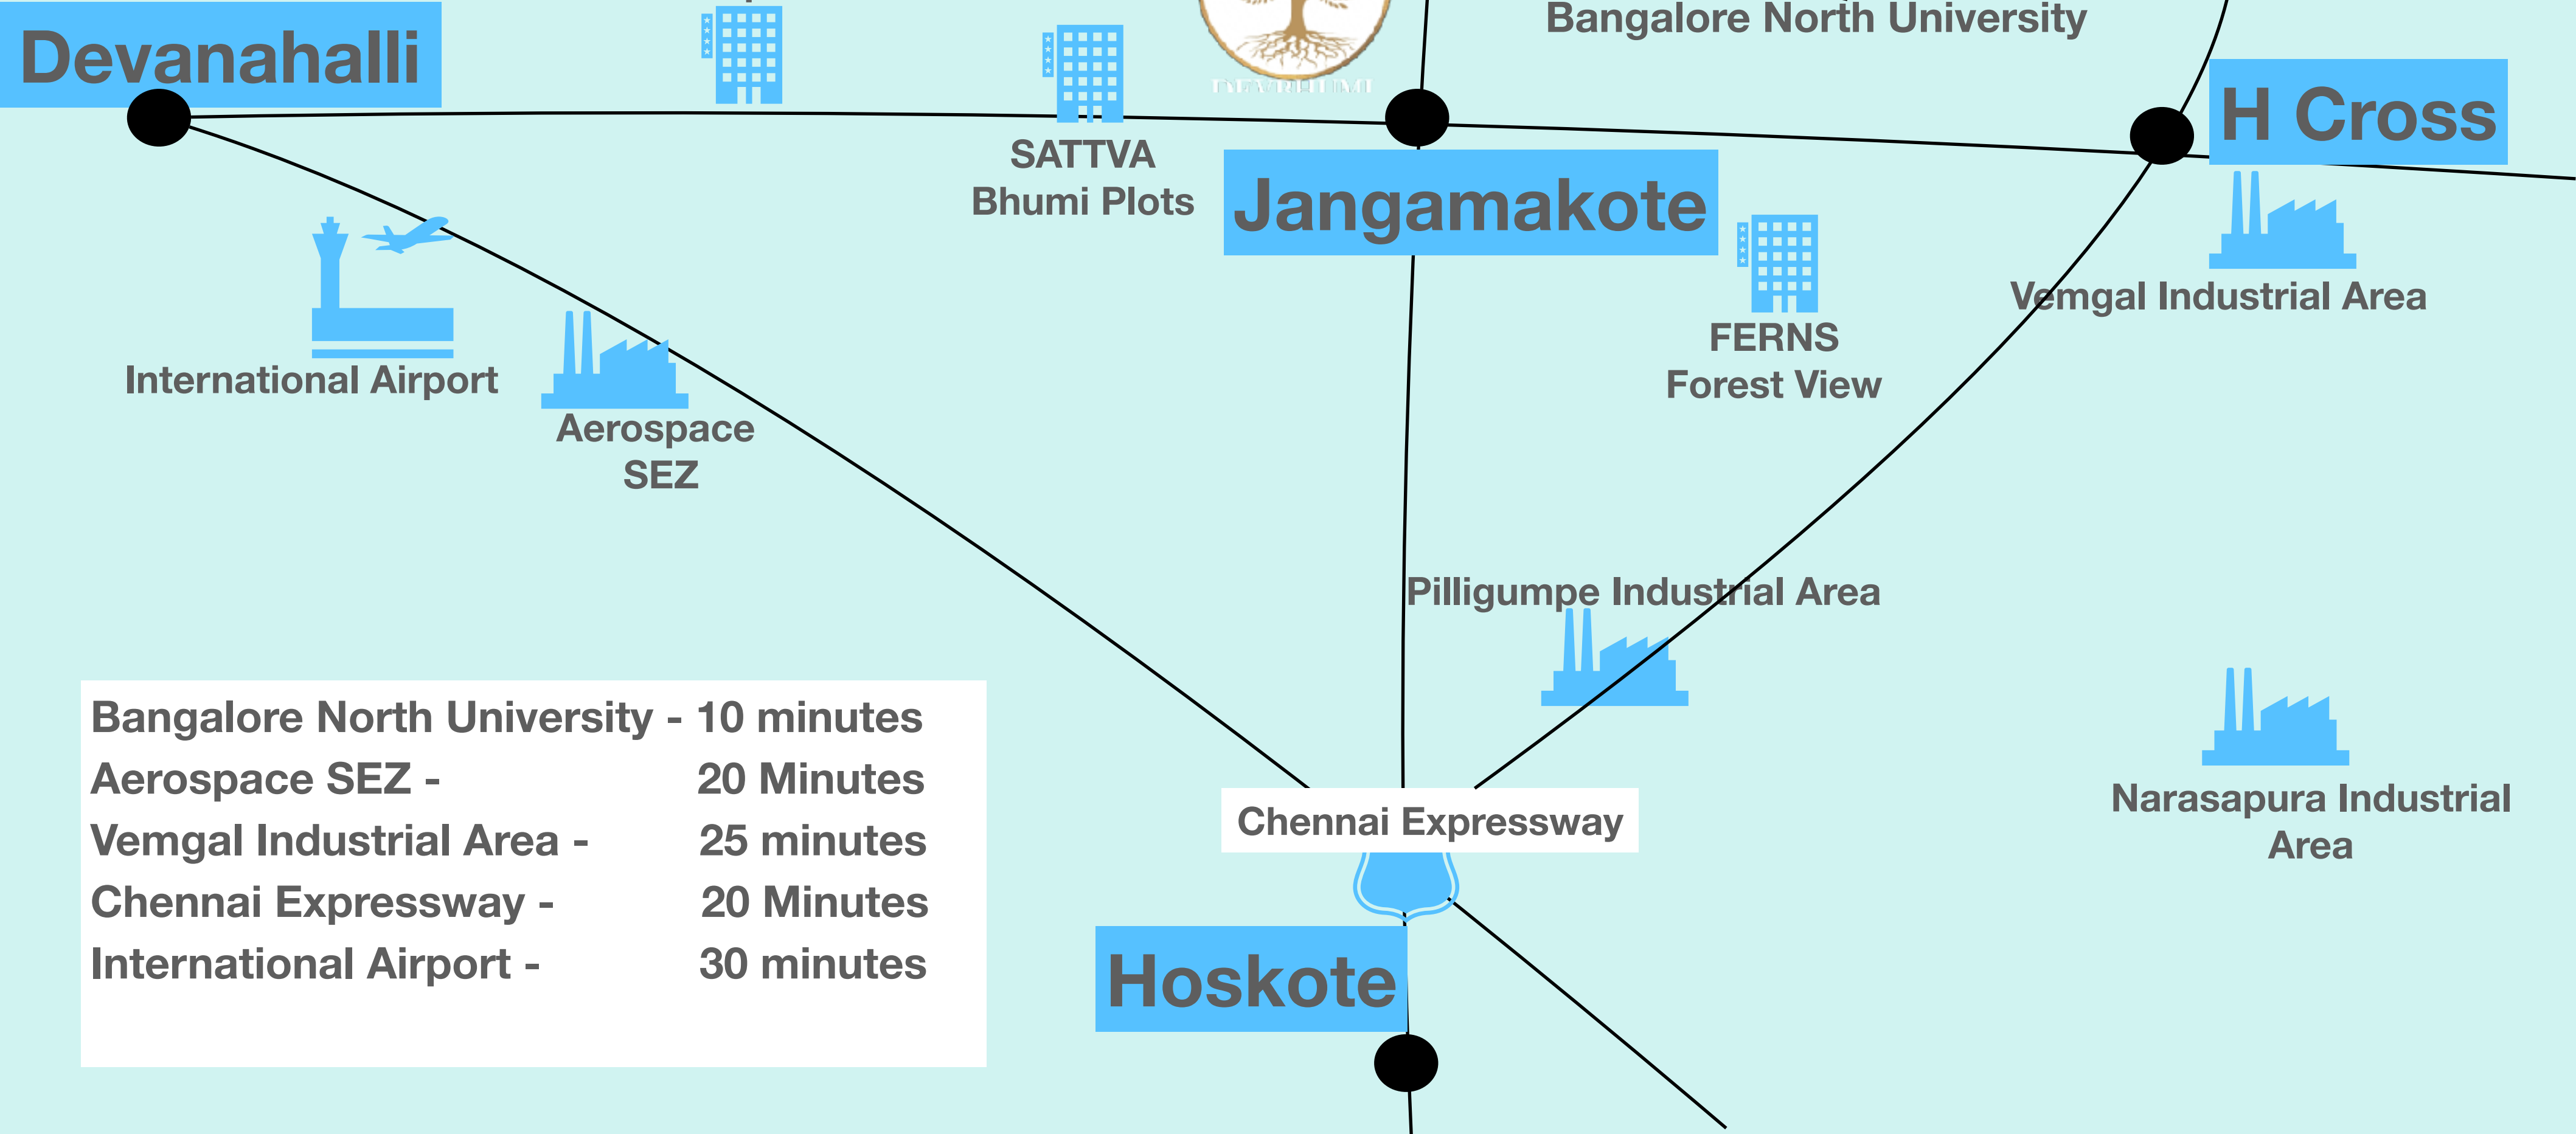 Bangalore North University
Devanahalli
DEVBHUMI
H Cross
SATTVA
Bhumi Plots
Jangamakote
Vemgal Industrial Area
FERNS
Forest View
International Airport
Aerospace
SEZ
Pilligumpe Industrial Area
Bangalore North University - 10 minutes
Aerospace SEZ - 20 Minutes
Vemgal Industrial Area - 25 minutes
Chennai Expressway - 20 Minutes
International Airport - 30 minutes
Chennai Expressway
Narasapura Industrial
Area
Hoskote